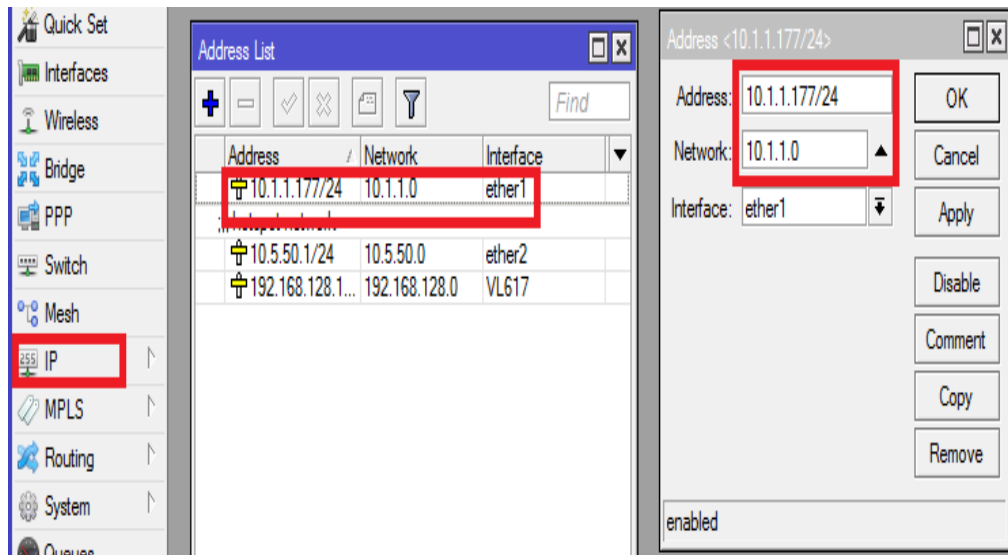 Quick Set
Interfaces
Wireless
Bridge
PPP
Switch
Mesh
255 IP
MPLS
Routing
System
Queues
Address List
Find
Address Network Interface
10.1.1.177/24 10.1.1.0 ether1
10.5.50.1/24 10.5.50.0 ether2
192.168.128.1... 192.168.128.0 VL617
Address <10.1.1.177/24>
Address: 10.1.1.177/24
Network: 10.1.1.0
Interface: ether1
OK
Cancel
Apply
Disable
Comment
Copy
Remove
enabled